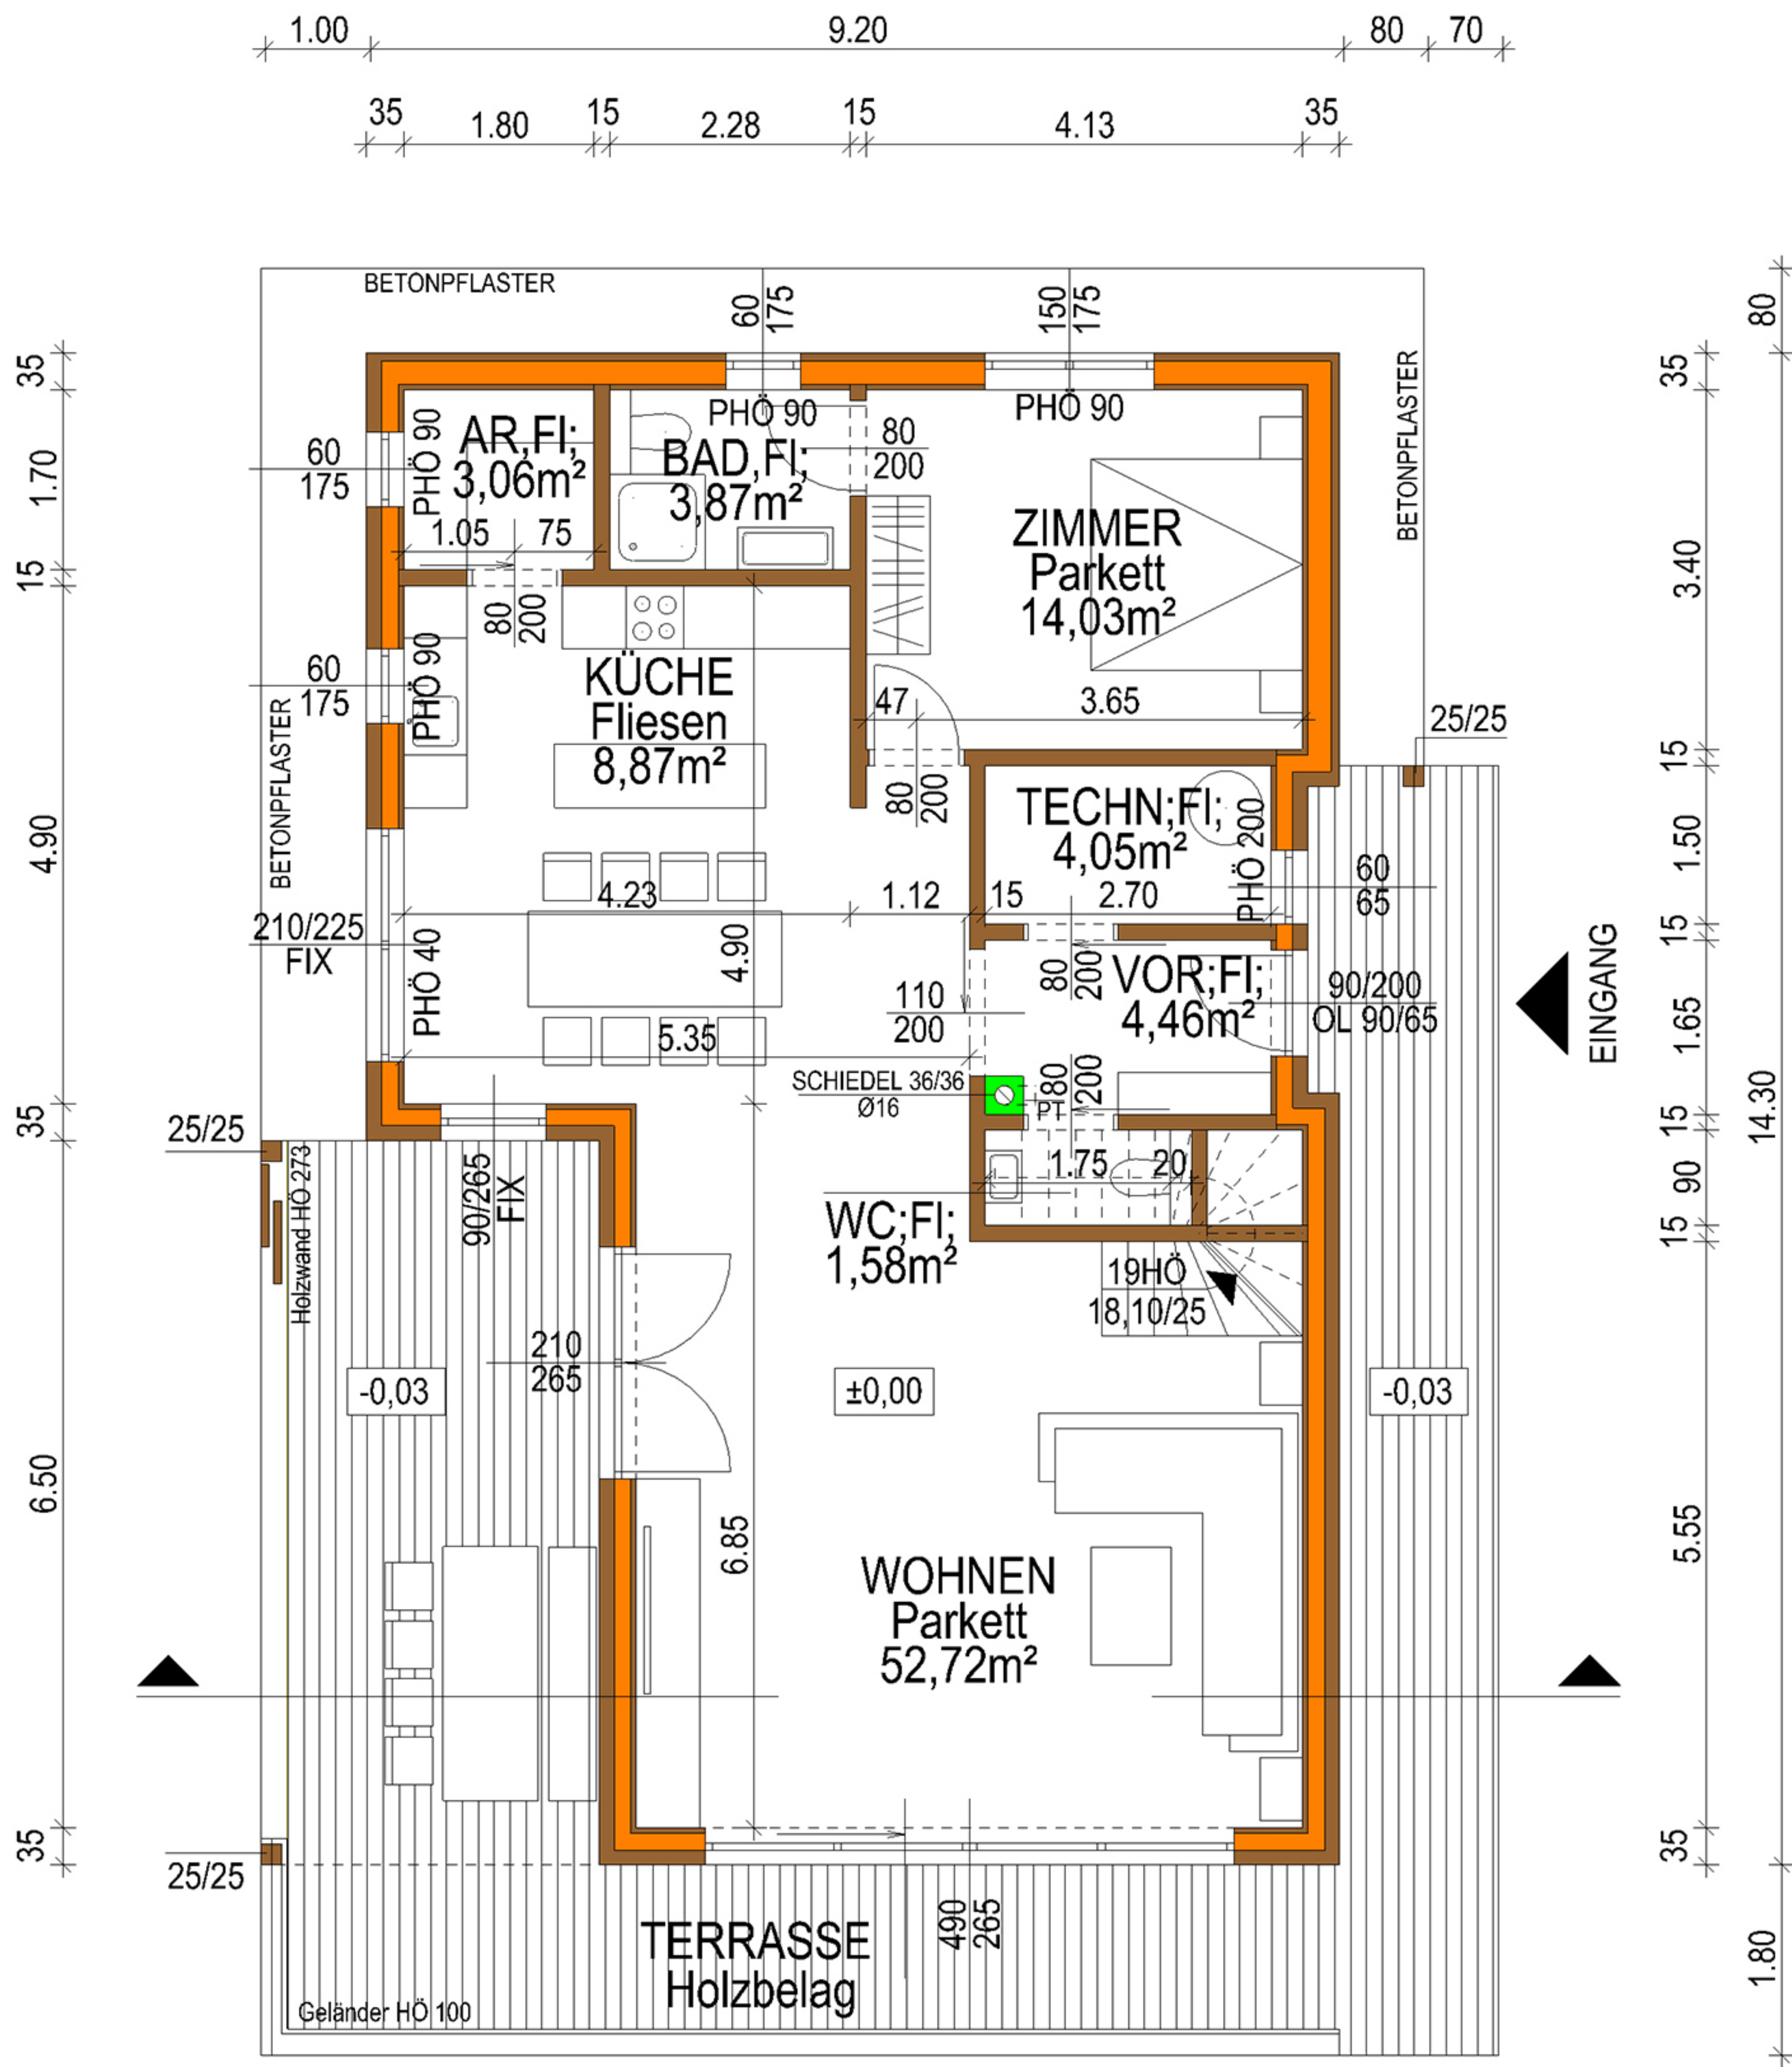 1.00 9.20 80 70
35 1.80 15 2.28 15 4.13 35
BETONPFLASTER
60
175
150
175
80
35
1.70
15
4.90
35
6.50
35
60
175
PHÖ 90
AR,FI;
3,06m²
1.05 75
PHÖ 90
BAD,FI;
3,87m²
80
200
PHÖ 90
ZIMMER
Parkett
14,03m²
BETONPFLASTER
35
3.40
15
1.50
15
1.65
15
90
15
5.55
35
14.30
1.80
80
200
60
175
PHÖ 90
BETONPFLASTER
KÜCHE
Fliesen
8,87m²
47 3.65
25/25
80
200
TECHN;FI;
4,05m²
PHÖ 200
60
65
4.23 1.12 15 2.70
210/225
FIX
PHÖ 40
4.90
110
200
80
200
VOR;FI;
4,46m²
90/200
OL 90/65
EINGANG
5.35
SCHIEDEL 36/36
Ø16
80
200
PT
25/25
Holzwand HÖ 273
90/265
FIX
1.75 20
WC;FI;
1,58m²
19HÖ
18,10/25
210
265
-0,03
±0,00
-0,03
6.85
WOHNEN
Parkett
52,72m²
25/25
490
265
TERRASSE
Holzbelag
Geländer HÖ 100